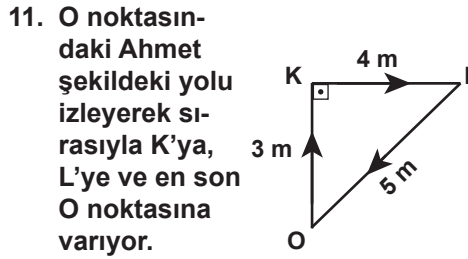 11. O noktasın-
daki Ahmet
şekildeki yolu
izleyerek sı-
rasıyla K'ya,
L'ye ve en son
O noktasına
varıyor.
4 m
K
3 m
5 m
O